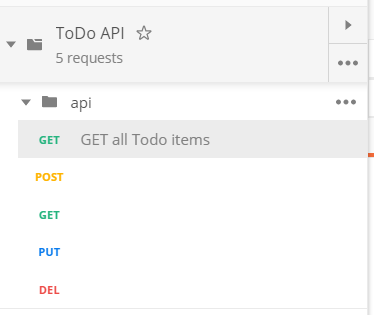 ToDo API
5 requests
api
GET GET all Todo items
POST
GET
PUT
DEL